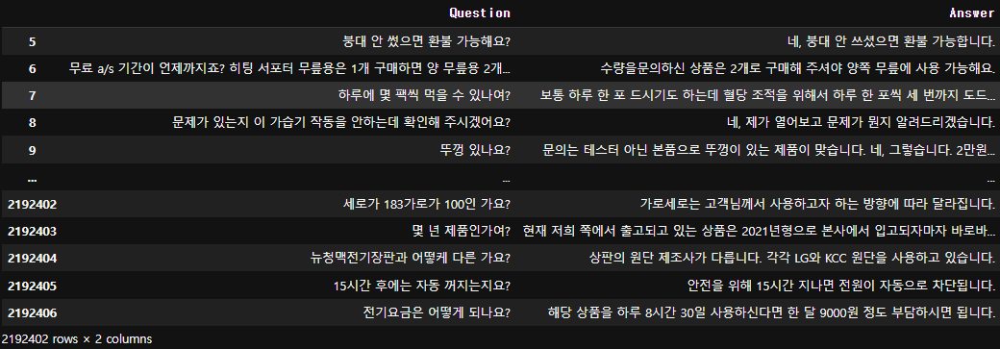 Question Answer
5 붕대 안 썼으면 환불 가능해요? 네, 붕대 안 쓰셨으면 환불 가능합니다.
6 무료 a/s 기간이 언제까지죠? 히팅 서포터 무릎용은 1개 구매하면 양 무릎용 2개... 수량을문의하신 상품은 2개로 구매해 주셔야 양쪽 무릎에 사용 가능해요.
7 하루에 몇 팩씩 먹을 수 있나여? 보통 하루 한 포 드시기도 하는데 혈당 조적을 위해서 하루 한 포씩 세 번까지 도드...
8 문제가 있는지 이 가습기 작동을 안하는데 확인해 주시겠어요? 네, 제가 열어보고 문제가 뭔지 알려드리겠습니다.
9 뚜껑 있나요? 문의는 테스터 아닌 본품으로 뚜껑이 있는 제품이 맞습니다. 네, 그렇습니다. 2만원...
... ... ...
2192402 세로가 183가로가 100인 가요? 가로세로는 고객님께서 사용하고자 하는 방향에 따라 달라집니다.
2192403 몇 년 제품인가여? 현재 저희 쪽에서 출고되고 있는 상품은 2021년형으로 본사에서 입고되자마자 바로바...
2192404 뉴청맥전기장판과 어떻게 다른 가요? 상판의 원단 제조사가 다릅니다. 각각 LG와 KCC 원단을 사용하고 있습니다.
2192405 15시간 후에는 자동 꺼지는지요? 안전을 위해 15시간 지나면 전원이 자동으로 차단됩니다.
2192406 전기요금은 어떻게 되나요? 해당 상품을 하루 8시간 30일 사용하신다면 한 달 9000원 정도 부담하시면 됩니다.
2192402 rows × 2 columns